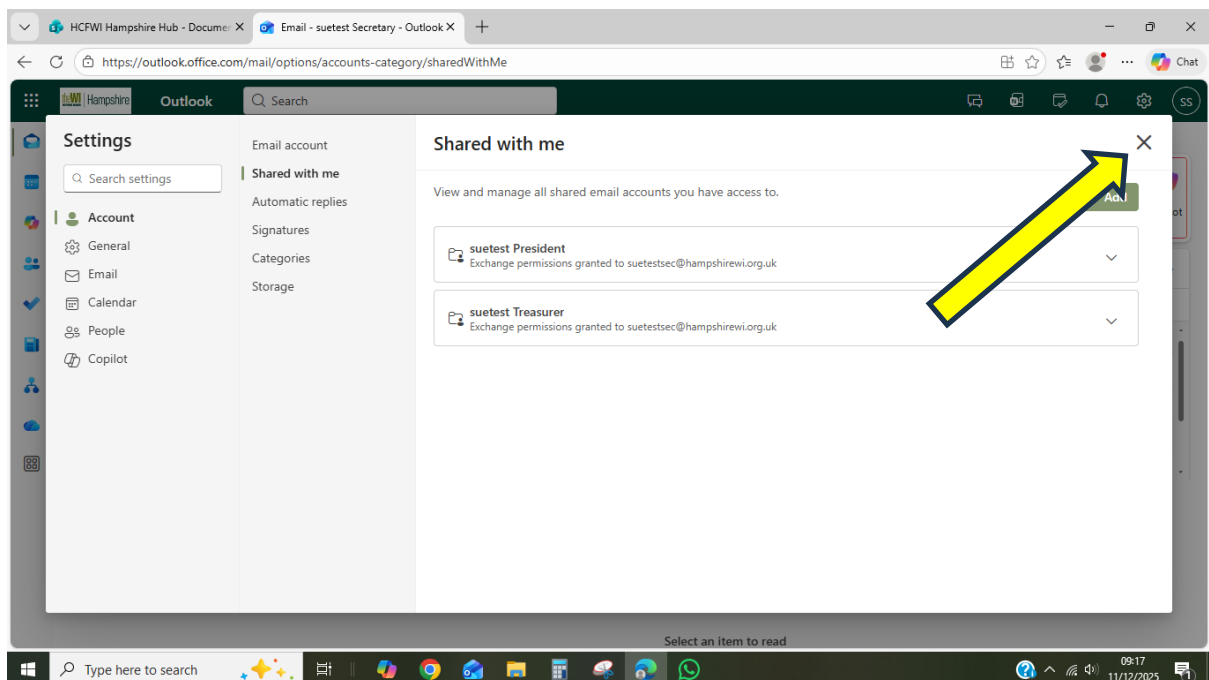 HCFWI Hampshire Hub - Documen
Email - suetest Secretary - Outlook
https://outlook.office.com/mail/options/accounts-category/sharedWithMe
Chat
theWI Hampshire
Outlook
Search
SS
Settings
Search settings
Account
General
Email
Calendar
People
Copilot
Email account
Shared with me
Automatic replies
Signatures
Categories
Storage
Shared with me
View and manage all shared email accounts you have access to.
Add
ot
suetest President
Exchange permissions granted to suetestsec@hampshirewi.org.uk
suetest Treasurer
Exchange permissions granted to suetestsec@hampshirewi.org.uk
Select an item to read
Type here to search
09:17
11/12/2025